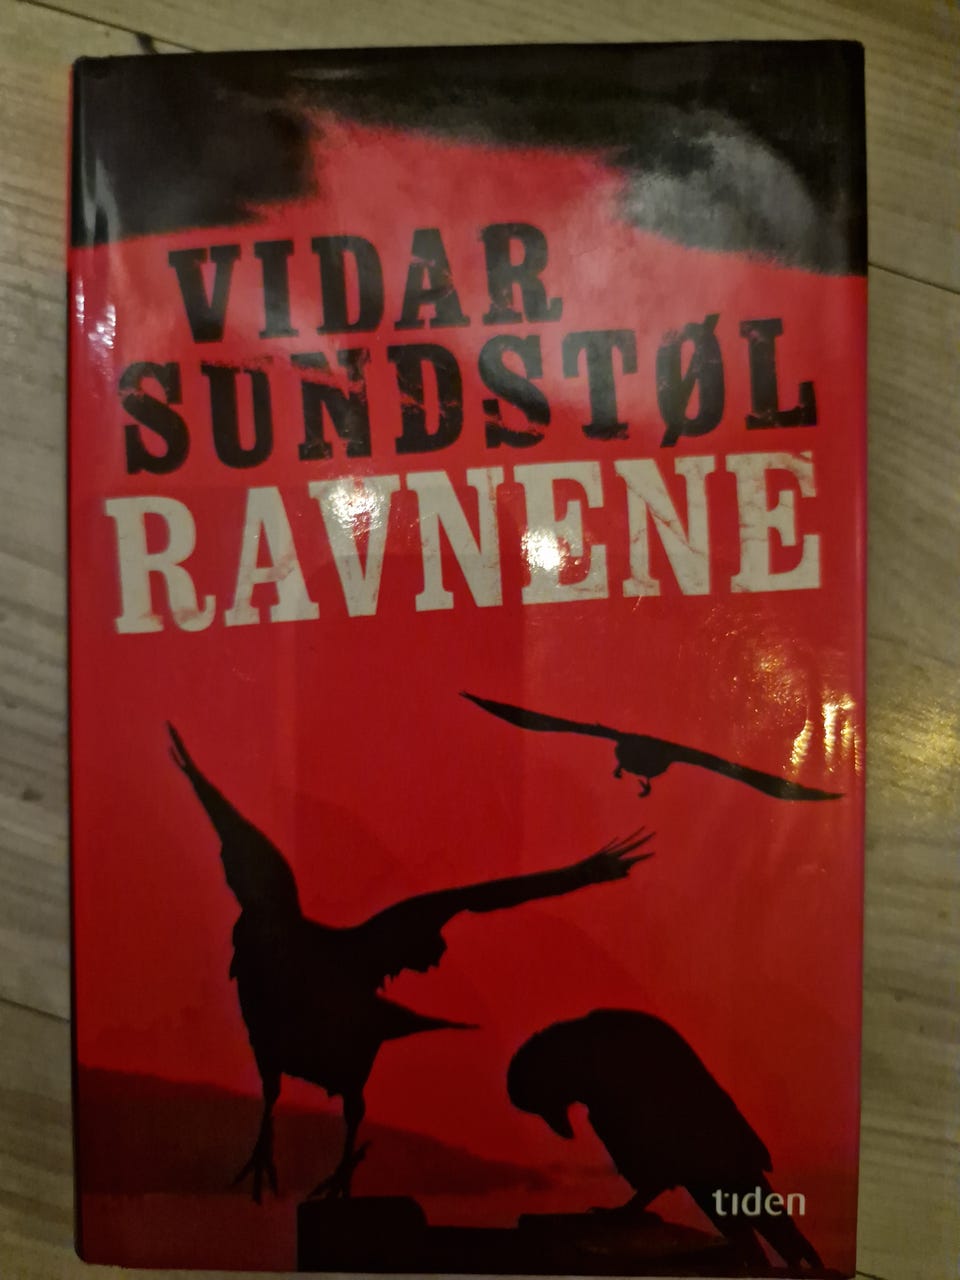 VIDAR
SUNDSTØL
RAVNENE
tiden